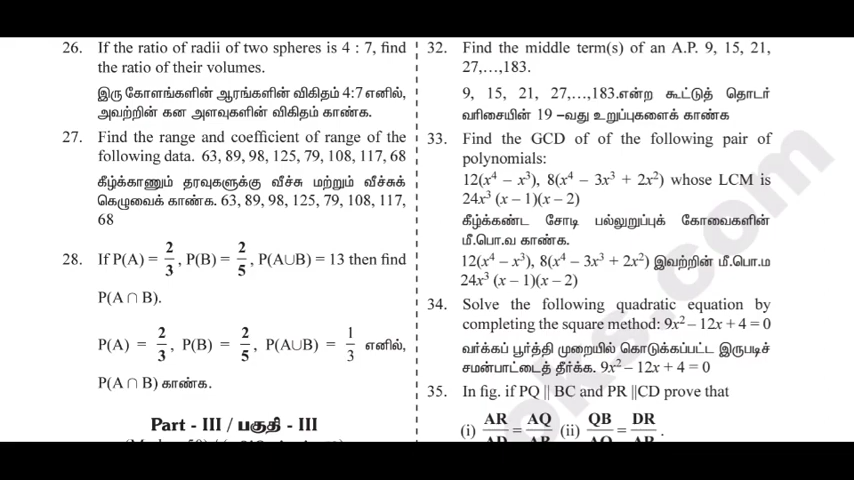 26. If the ratio of radii of two spheres is 4 : 7, find
the ratio of their volumes.
இரு கோளங்களின் ஆரங்களின் விகிதம் 4:7 எனில்,
அவற்றின் கன அளவுகளின் விகிதம் காண்க.
27. Find the range and coefficient of range of the
following data. 63, 89, 98, 125, 79, 108, 117, 68
கீழ்க்காணும் தரவுகளுக்கு வீச்சு மற்றும் வீச்சுக்
கெழுவைக் காண்க. 63, 89, 98, 125, 79, 108, 117,
68
28. If P(A) = 2/3, P(B) = 2/5, P(A∪B) = 13 then find
P(A ∩ B).
P(A) = 2/3, P(B) = 2/5, P(A∪B) = 1/3 எனில்,
P(A ∩ B) காண்க.
Part - III / பகுதி - III
32. Find the middle term(s) of an A.P. 9, 15, 21,
27,…,183.
9, 15, 21, 27,…,183.என்ற கூட்டுத் தொடர்
வரிசையின் 19 –வது உறுப்புகளைக் காண்க
33. Find the GCD of of the following pair of
polynomials:
12(x⁴ – x³), 8(x⁴ – 3x³ + 2x²) whose LCM is
24x³ (x – 1)(x – 2)
கீழ்க்கண்ட சோடி பல்லுறுப்புக் கோவைகளின்
மீ.பொ.வ காண்க.
12(x⁴ – x³), 8(x⁴ – 3x³ + 2x²) இவற்றின் மீ.பொ.ம
24x³ (x – 1)(x – 2)
34. Solve the following quadratic equation by
completing the square method: 9x² – 12x + 4 = 0
வர்க்கப் பூர்த்தி முறையில் கொடுக்கப்பட்ட இருபடிச்
சமன்பாட்டைத் தீர்க்க. 9x² – 12x + 4 = 0
35. In fig. if PQ || BC and PR ||CD prove that
(i) AR/AD = AQ/AB (ii) QB/AQ = DR/AR .